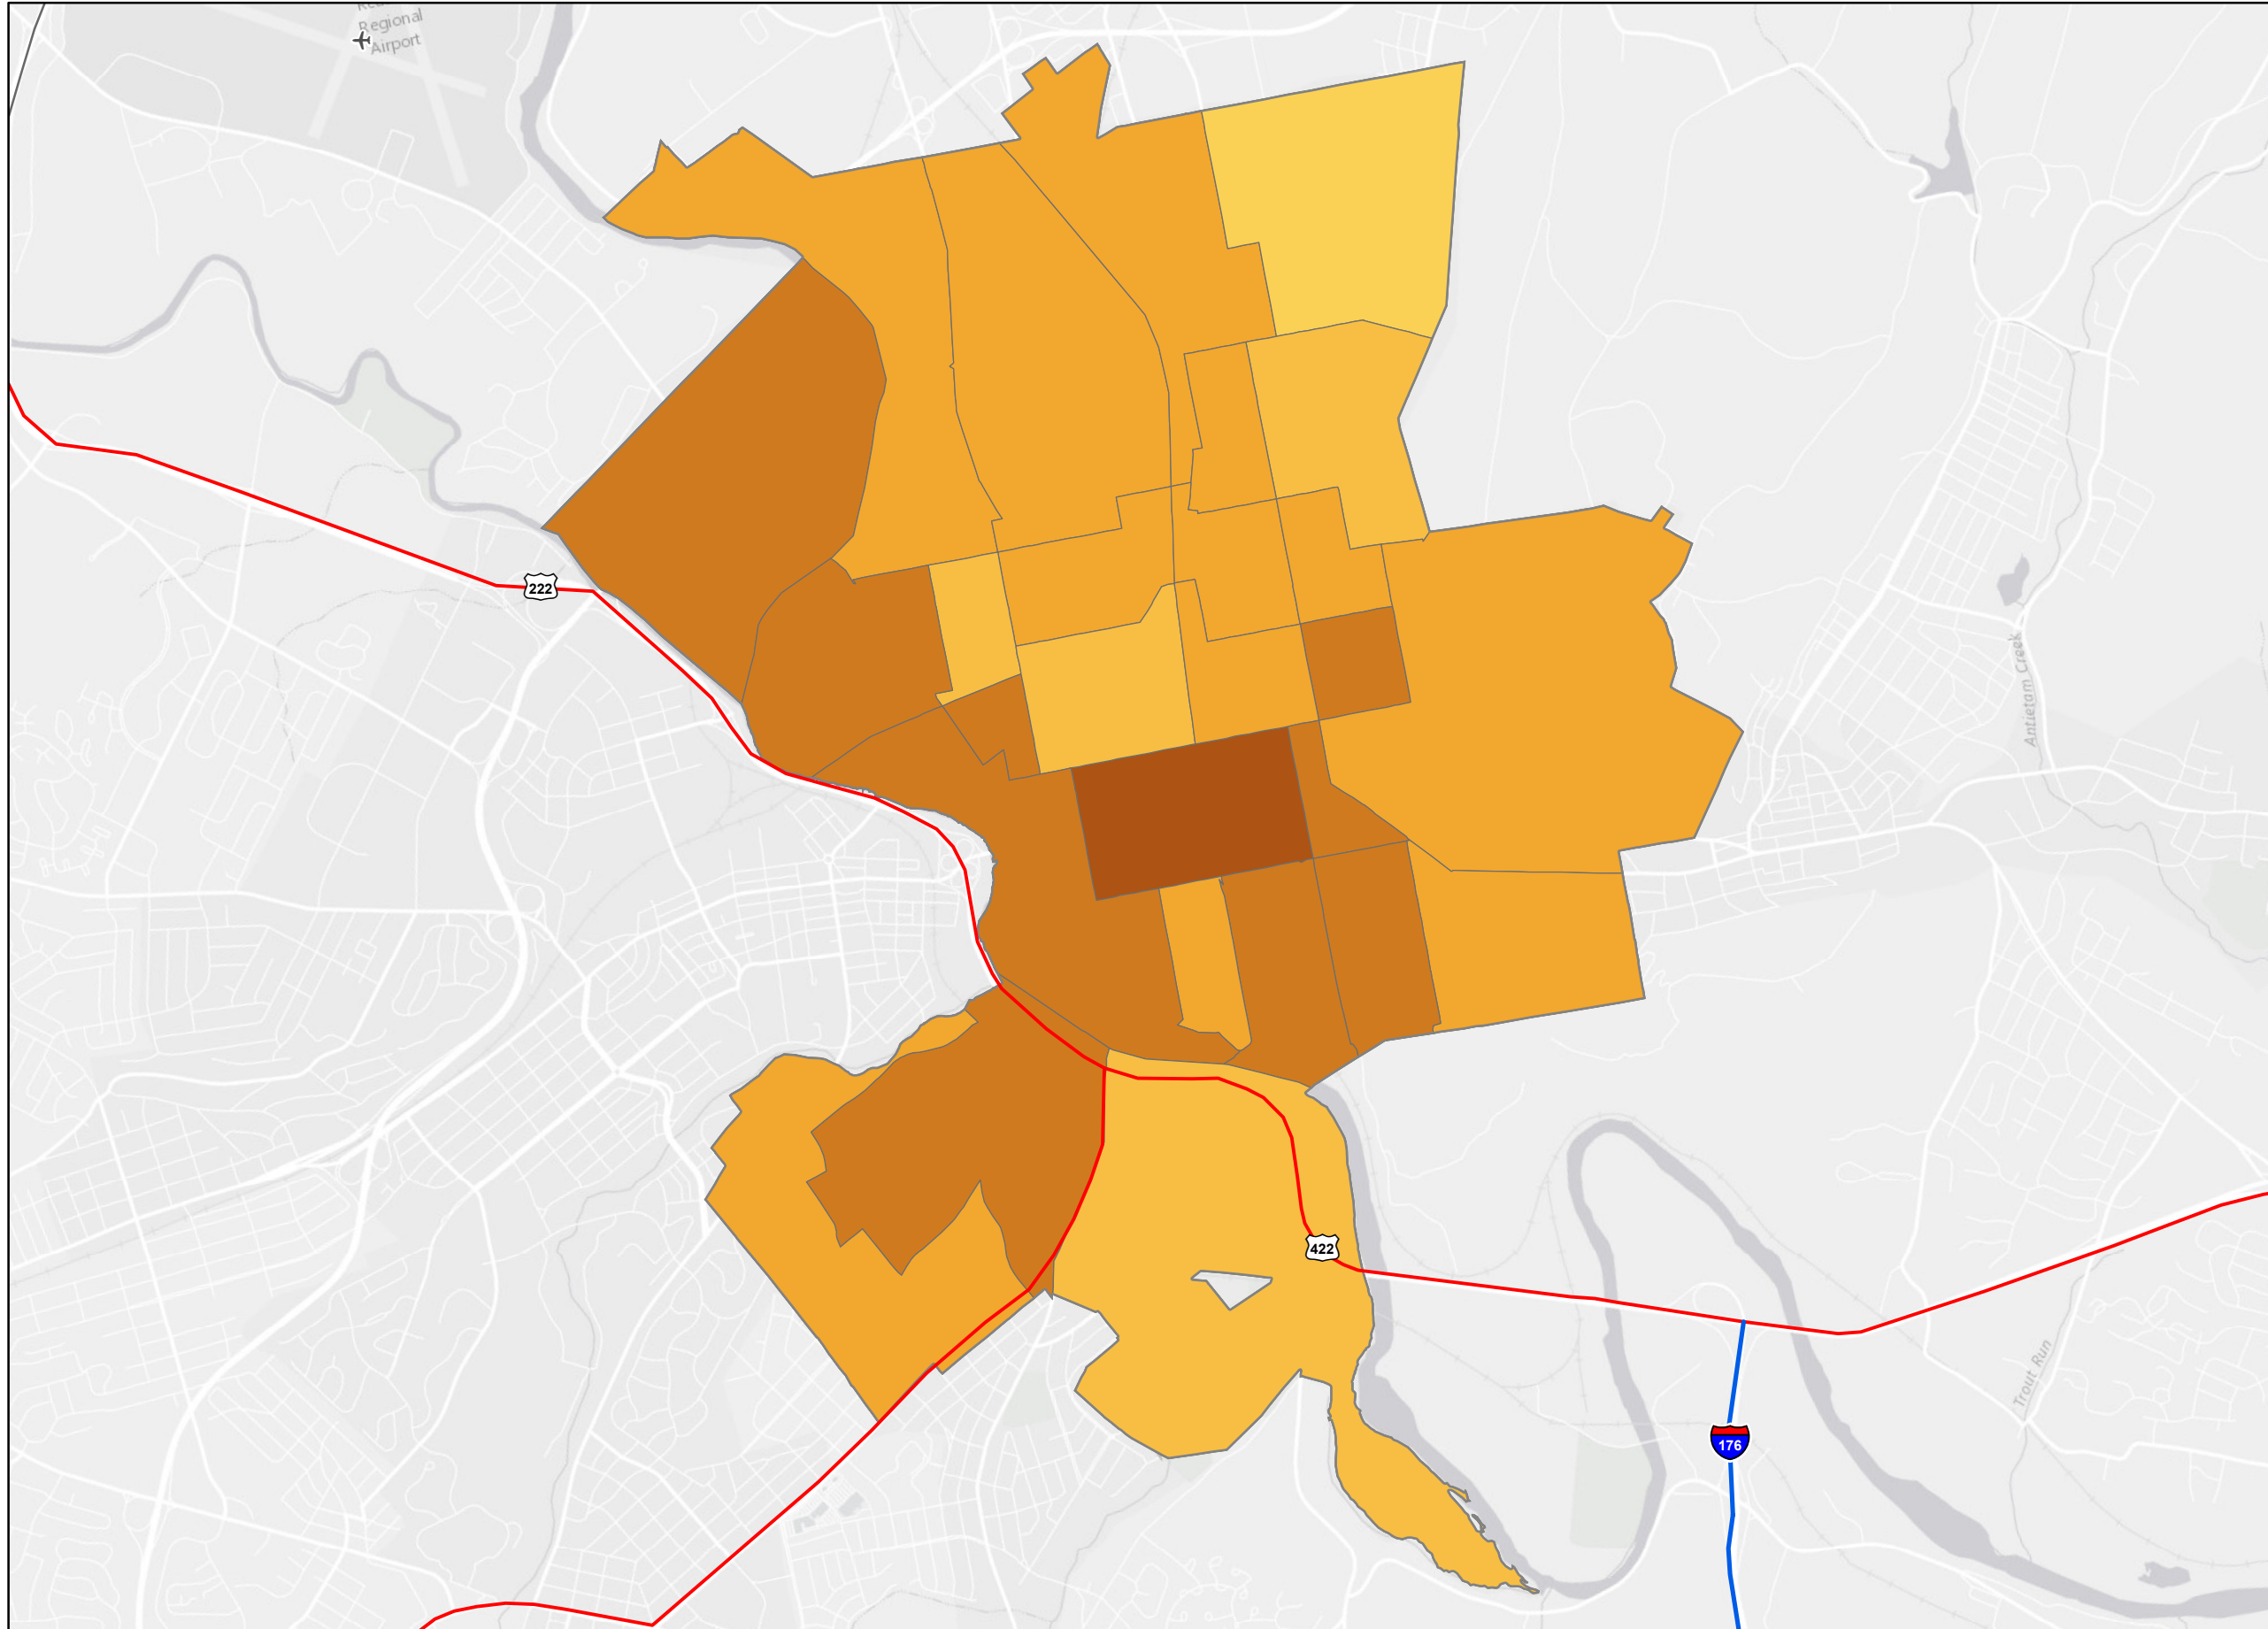 Regional
Airport
222
Antietam Creek
422
Trout Run
176